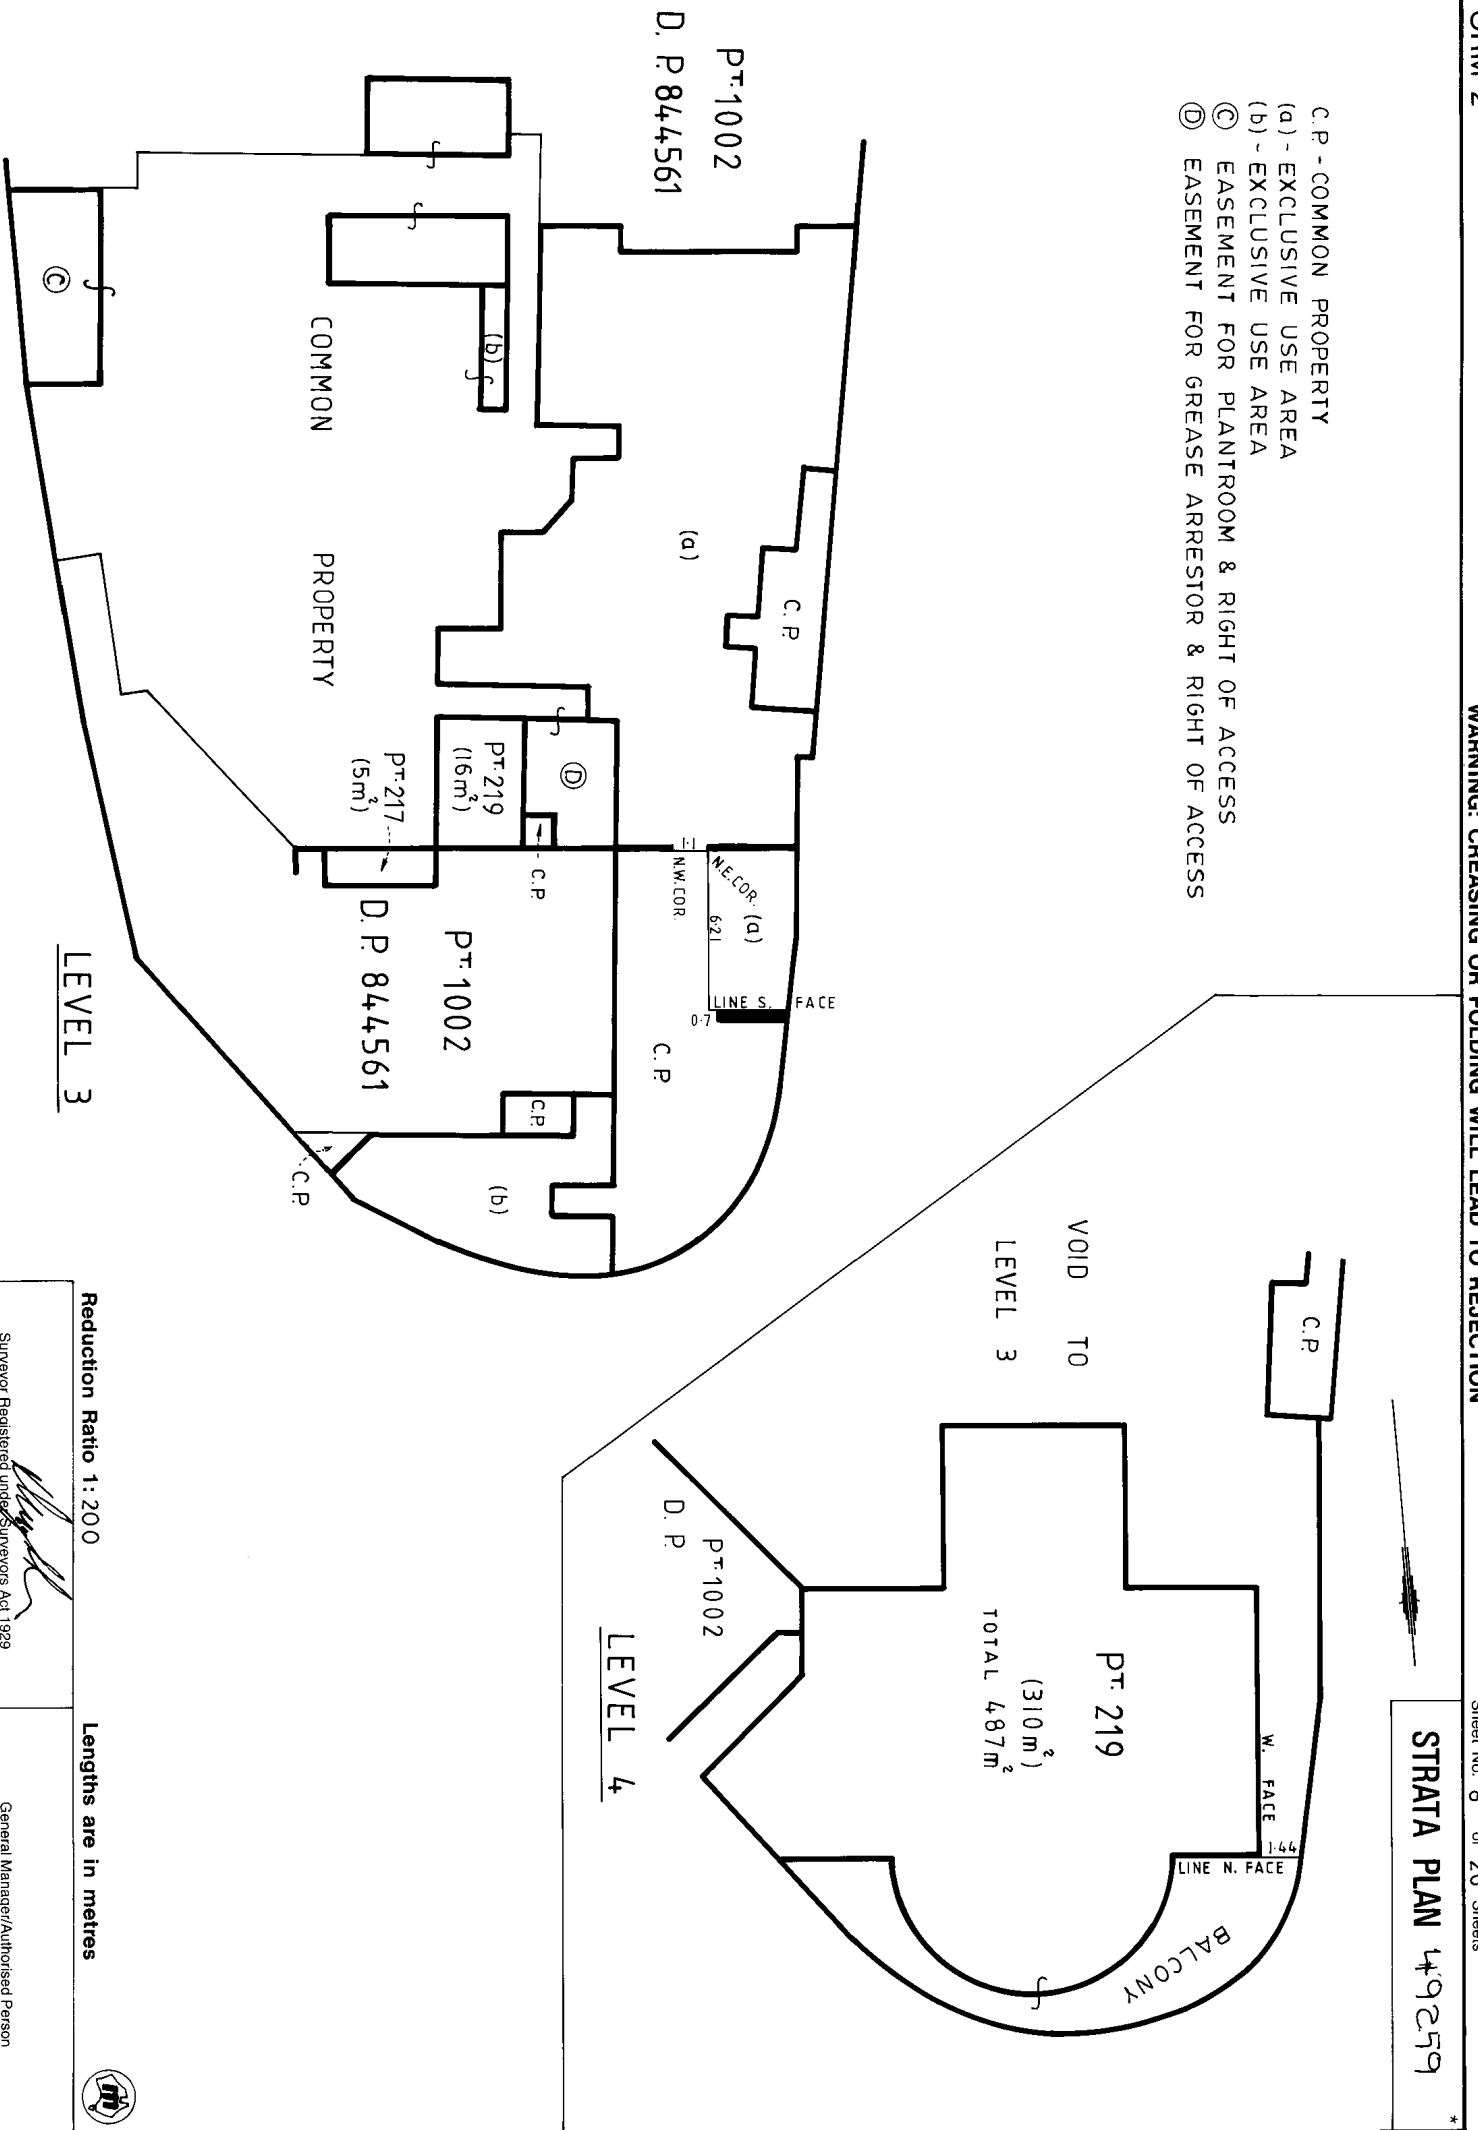 WARNING: CREASING OR FOLDING WILL LEAD TO REJECTION
Sheets
STRATA PLAN 49259
*
C.P. - COMMON PROPERTY
(a) - EXCLUSIVE USE AREA
(b) - EXCLUSIVE USE AREA
Ⓒ EASEMENT FOR PLANTROOM & RIGHT OF ACCESS
Ⓓ EASEMENT FOR GREASE ARRESTOR & RIGHT OF ACCESS
PT. 1002
D. P. 844561
(a)
C. P.
(b)
COMMON
PROPERTY
Ⓒ
Ⓓ
PT. 219
(16m²)
PT. 217
(5m²)
C.P.
1·1
N.W.COR.
N.E.COR.
(a)
6·21
LINE S. FACE
0·7
C. P.
PT. 1002
D. P. 844561
C.P.
(b)
C.P.
LEVEL 3
C.P.
VOID TO
LEVEL 3
PT. 219
(310m²)
TOTAL 487m²
W. FACE
1·44
LINE N. FACE
BALCONY
PT. 1002
D. P.
LEVEL 4
Reduction Ratio 1: 200
Lengths are in metres
Surveyor Registered under Surveyors Act 1929
General Manager/Authorised Person